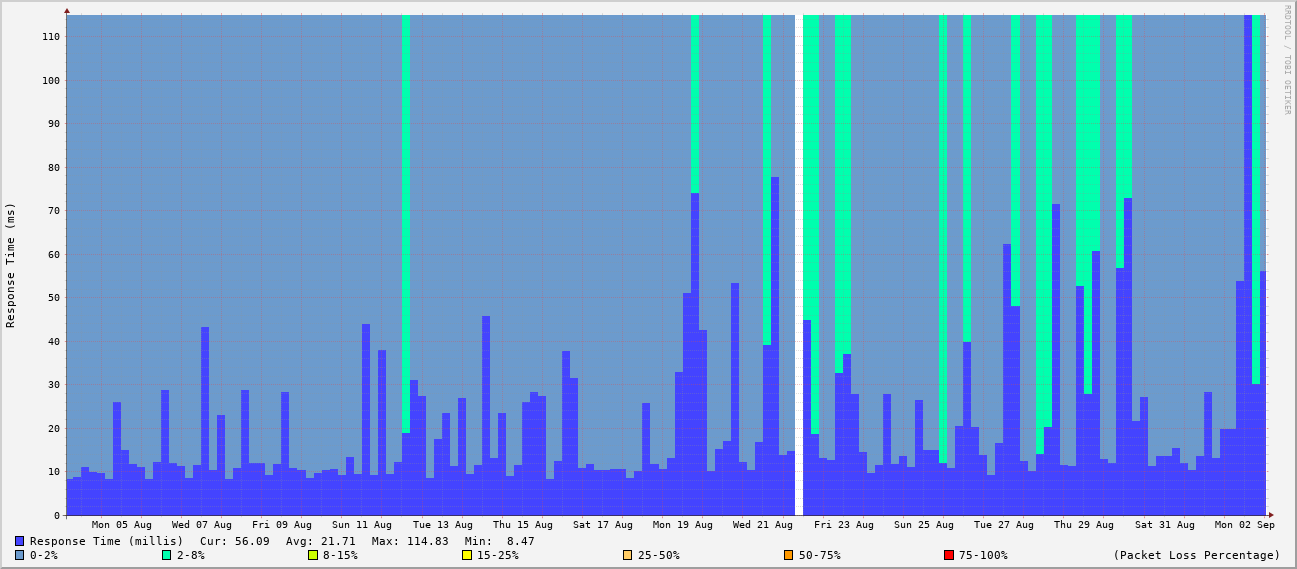 RRDTOOL / TOBI OETIKER
Response Time (ms)
110
100
90
80
70
60
50
40
30
20
10
0
Mon 05 Aug Wed 07 Aug Fri 09 Aug Sun 11 Aug Tue 13 Aug Thu 15 Aug Sat 17 Aug Mon 19 Aug Wed 21 Aug Fri 23 Aug Sun 25 Aug Tue 27 Aug Thu 29 Aug Sat 31 Aug Mon 02 Sep
Response Time (millis) Cur: 56.09 Avg: 21.71 Max: 114.83 Min: 8.47
0-2% 2-8% 8-15% 15-25% 25-50% 50-75% 75-100% (Packet Loss Percentage)